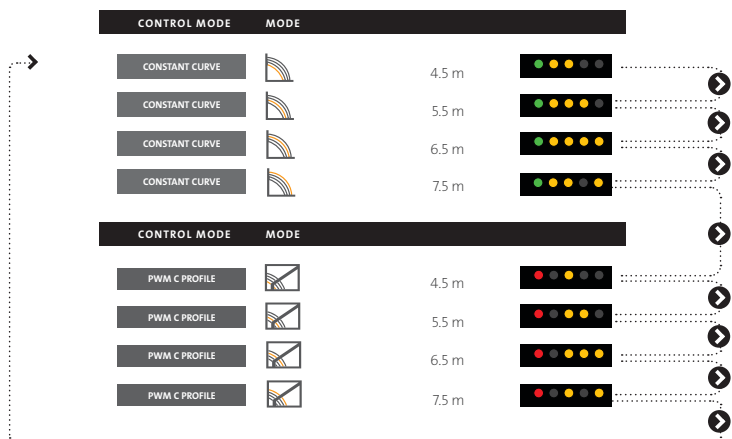 CONTROL MODE MODE
CONSTANT CURVE 4.5 m
CONSTANT CURVE 5.5 m
CONSTANT CURVE 6.5 m
CONSTANT CURVE 7.5 m
CONTROL MODE MODE
PWM C PROFILE 4.5 m
PWM C PROFILE 5.5 m
PWM C PROFILE 6.5 m
PWM C PROFILE 7.5 m